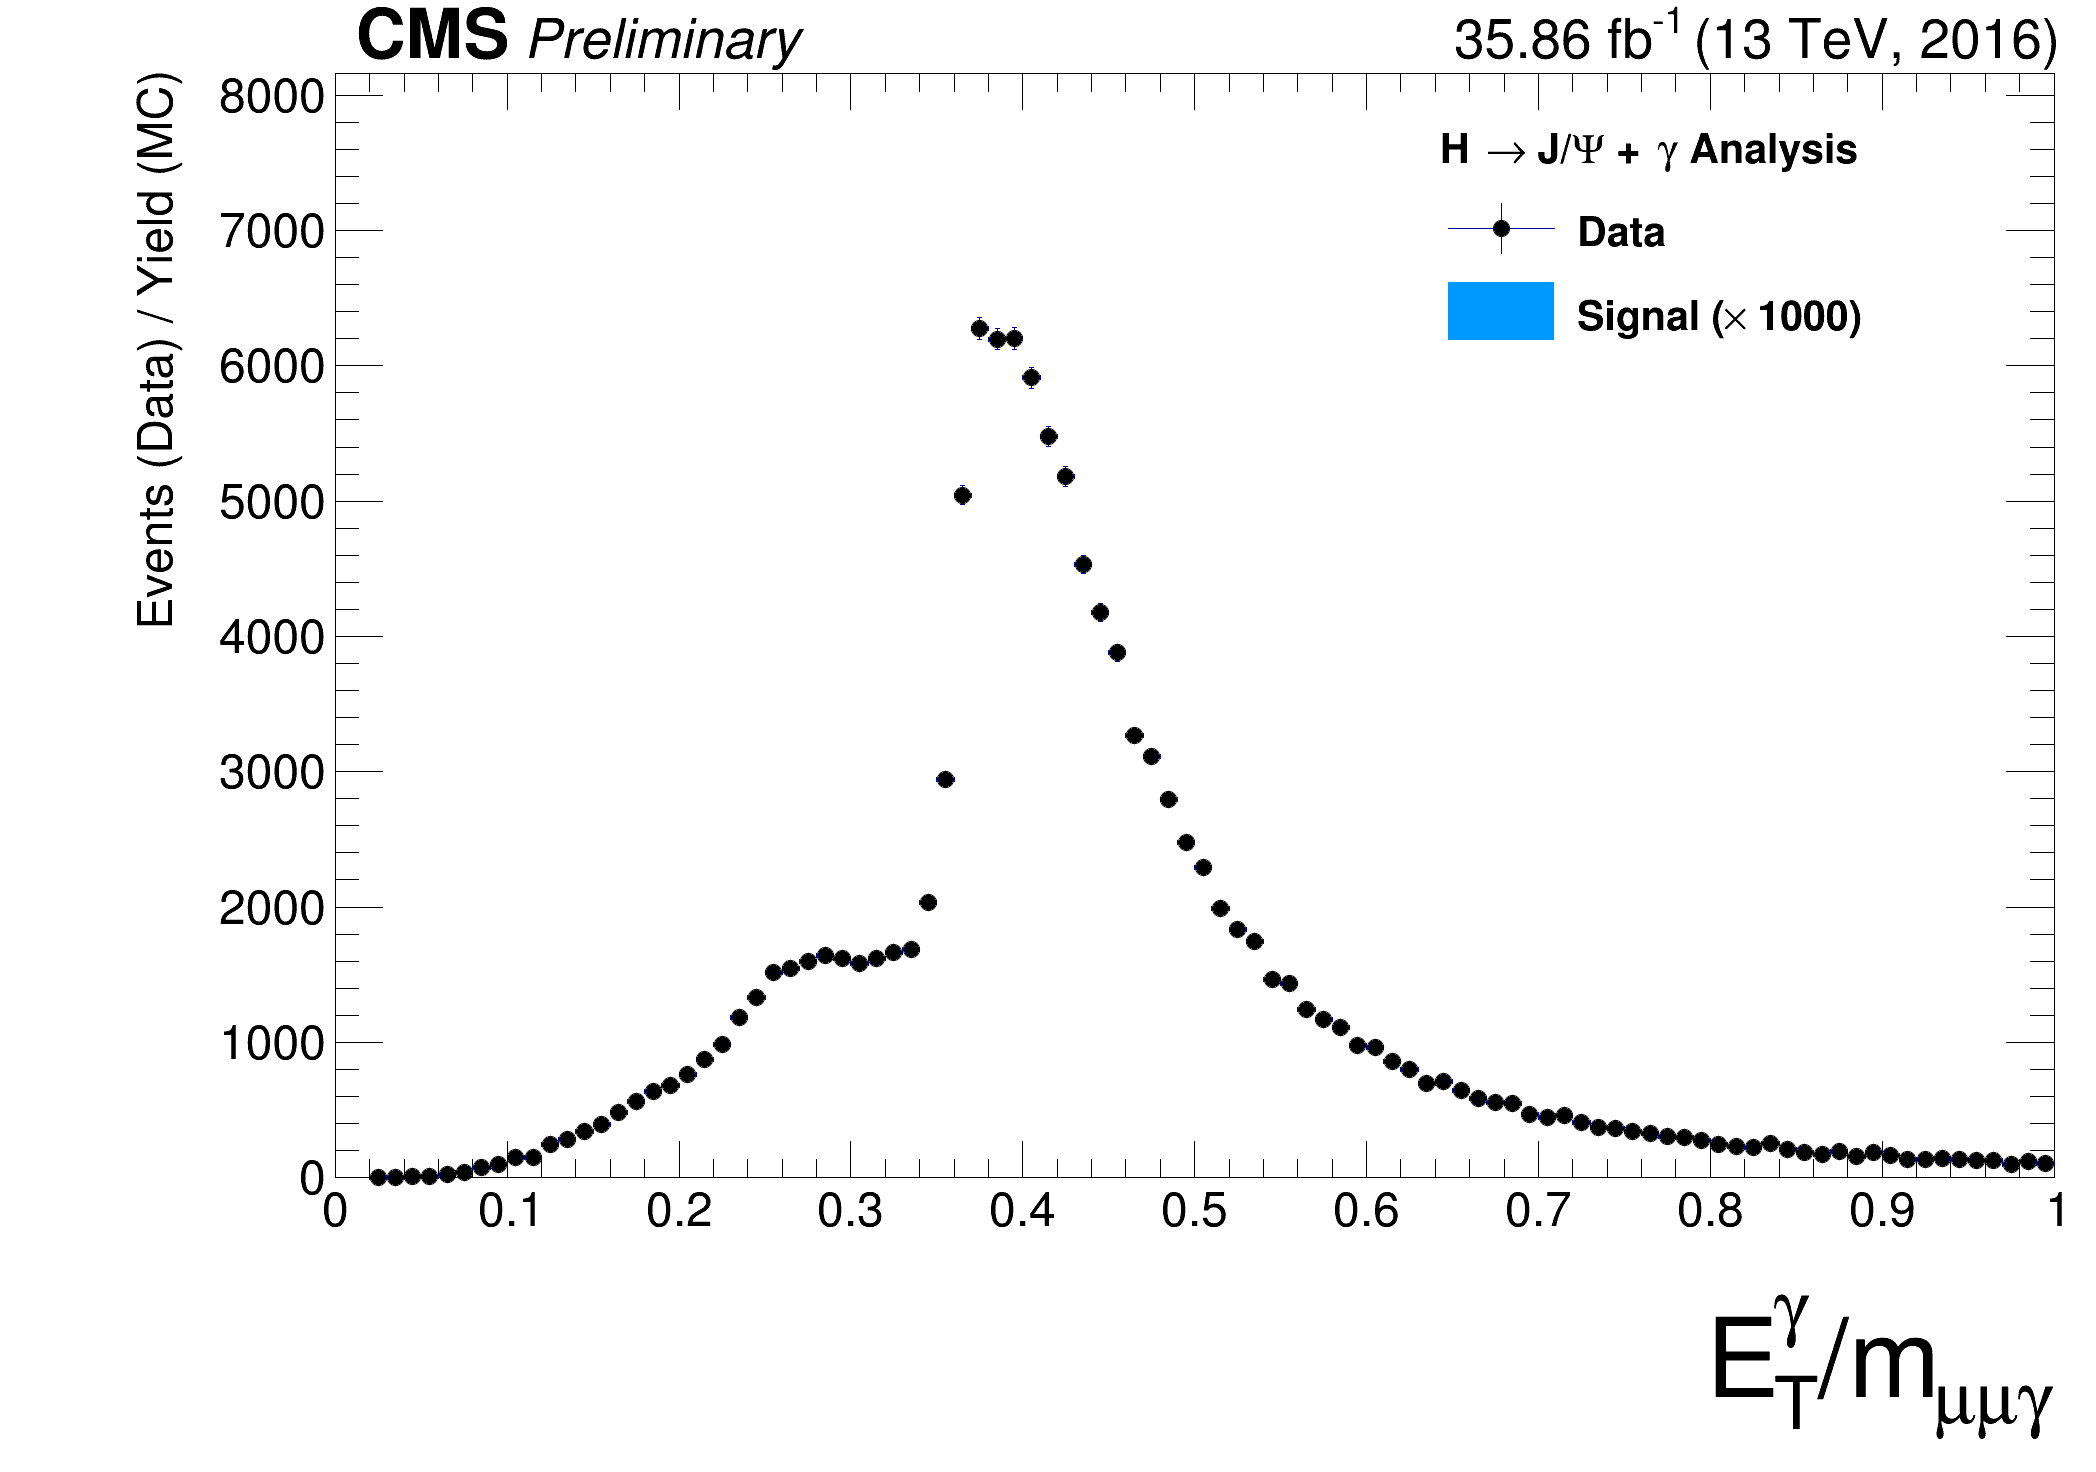 CMS Preliminary 35.86 fb⁻¹ (13 TeV, 2016)
Events (Data) / Yield (MC)
8000
7000
6000
5000
4000
3000
2000
1000
0
H → J/Ψ + γ Analysis
Data
Signal (× 1000)
0 0.1 0.2 0.3 0.4 0.5 0.6 0.7 0.8 0.9 1
E_T^γ/m_μμγ